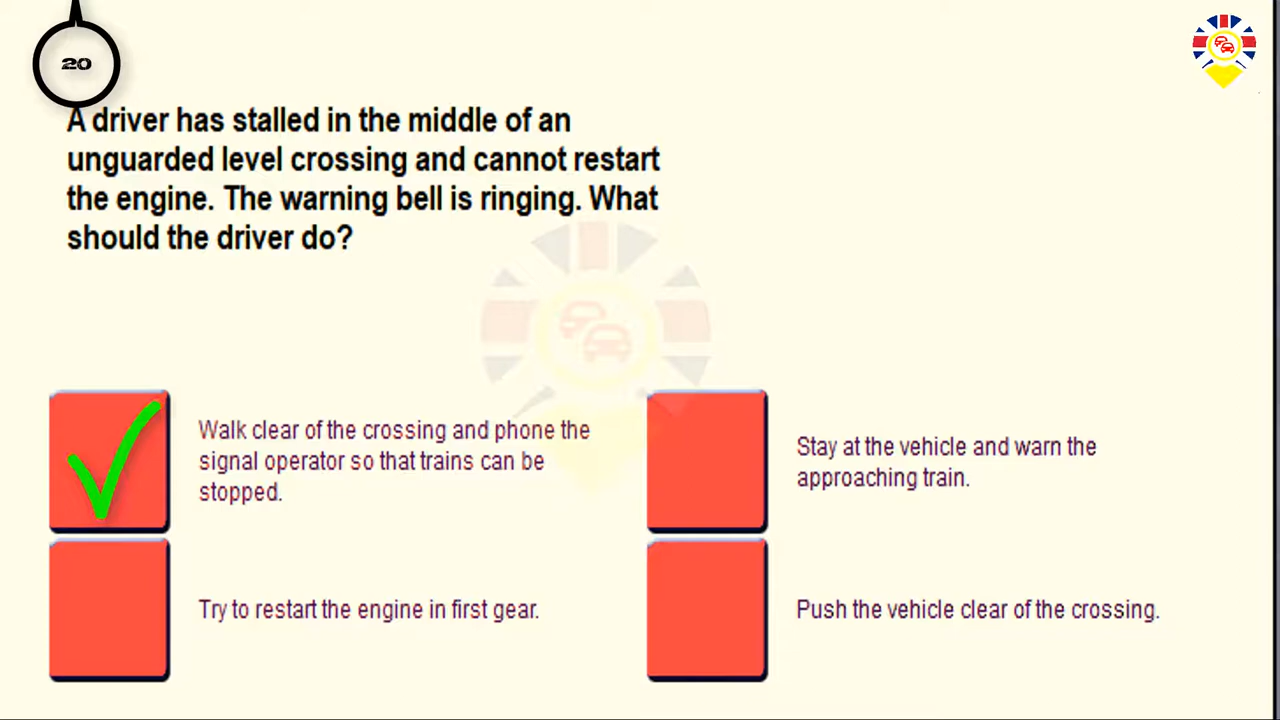 20
A driver has stalled in the middle of an
unguarded level crossing and cannot restart
the engine. The warning bell is ringing. What
should the driver do?
Walk clear of the crossing and phone the
signal operator so that trains can be
stopped.
Stay at the vehicle and warn the
approaching train.
Try to restart the engine in first gear.
Push the vehicle clear of the crossing.